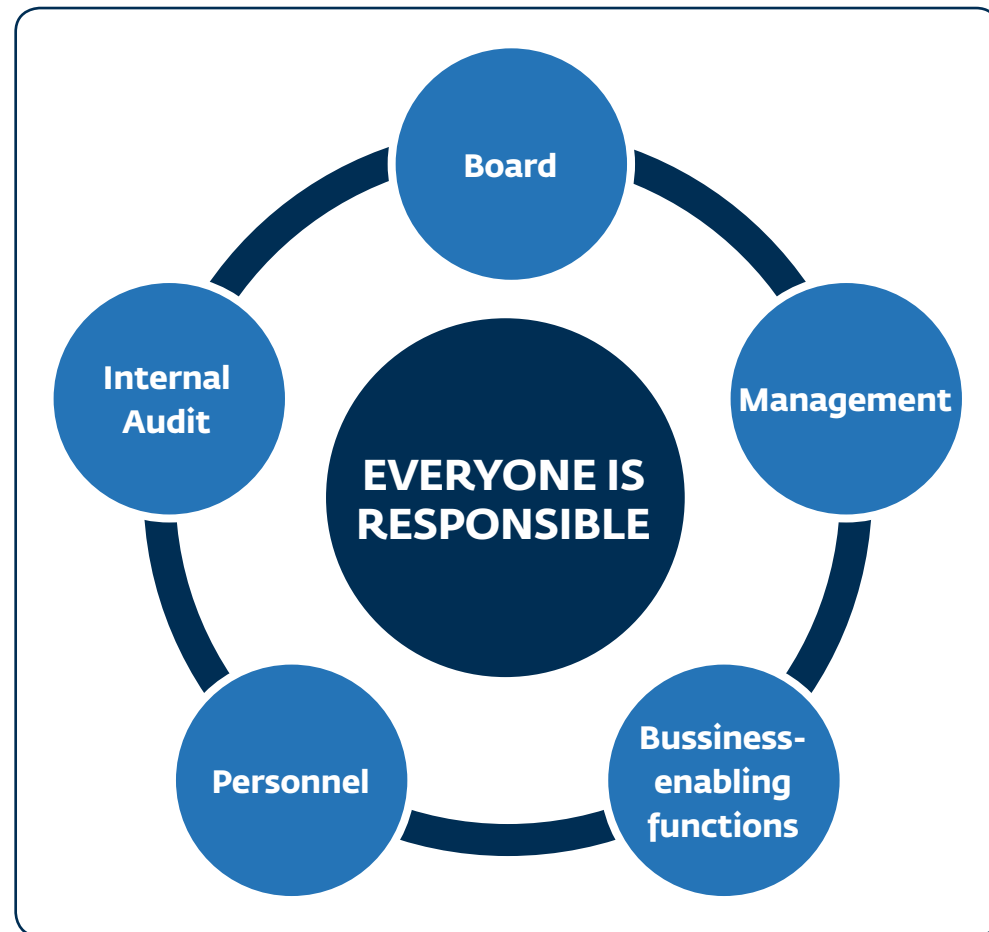 Board
Management
Bussiness-
enabling
functions
Personnel
Internal
Audit
EVERYONE IS
RESPONSIBLE